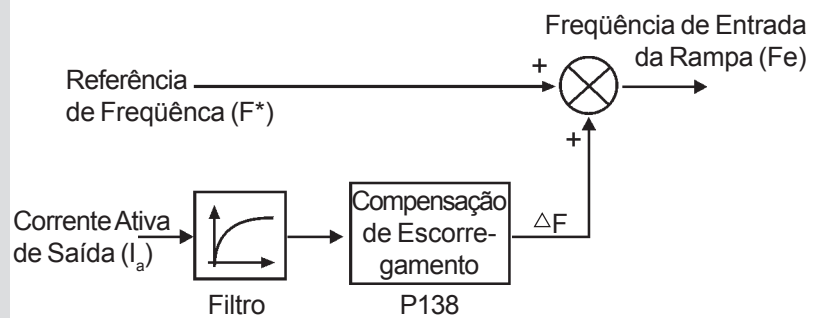 Freqüência de Entrada
da Rampa (Fe)
+
Referência
de Freqüênca (F*)
+
Compensação
de Escorre-
gamento
△F
Corrente Ativa
de Saída (Iₐ)
Filtro
P138